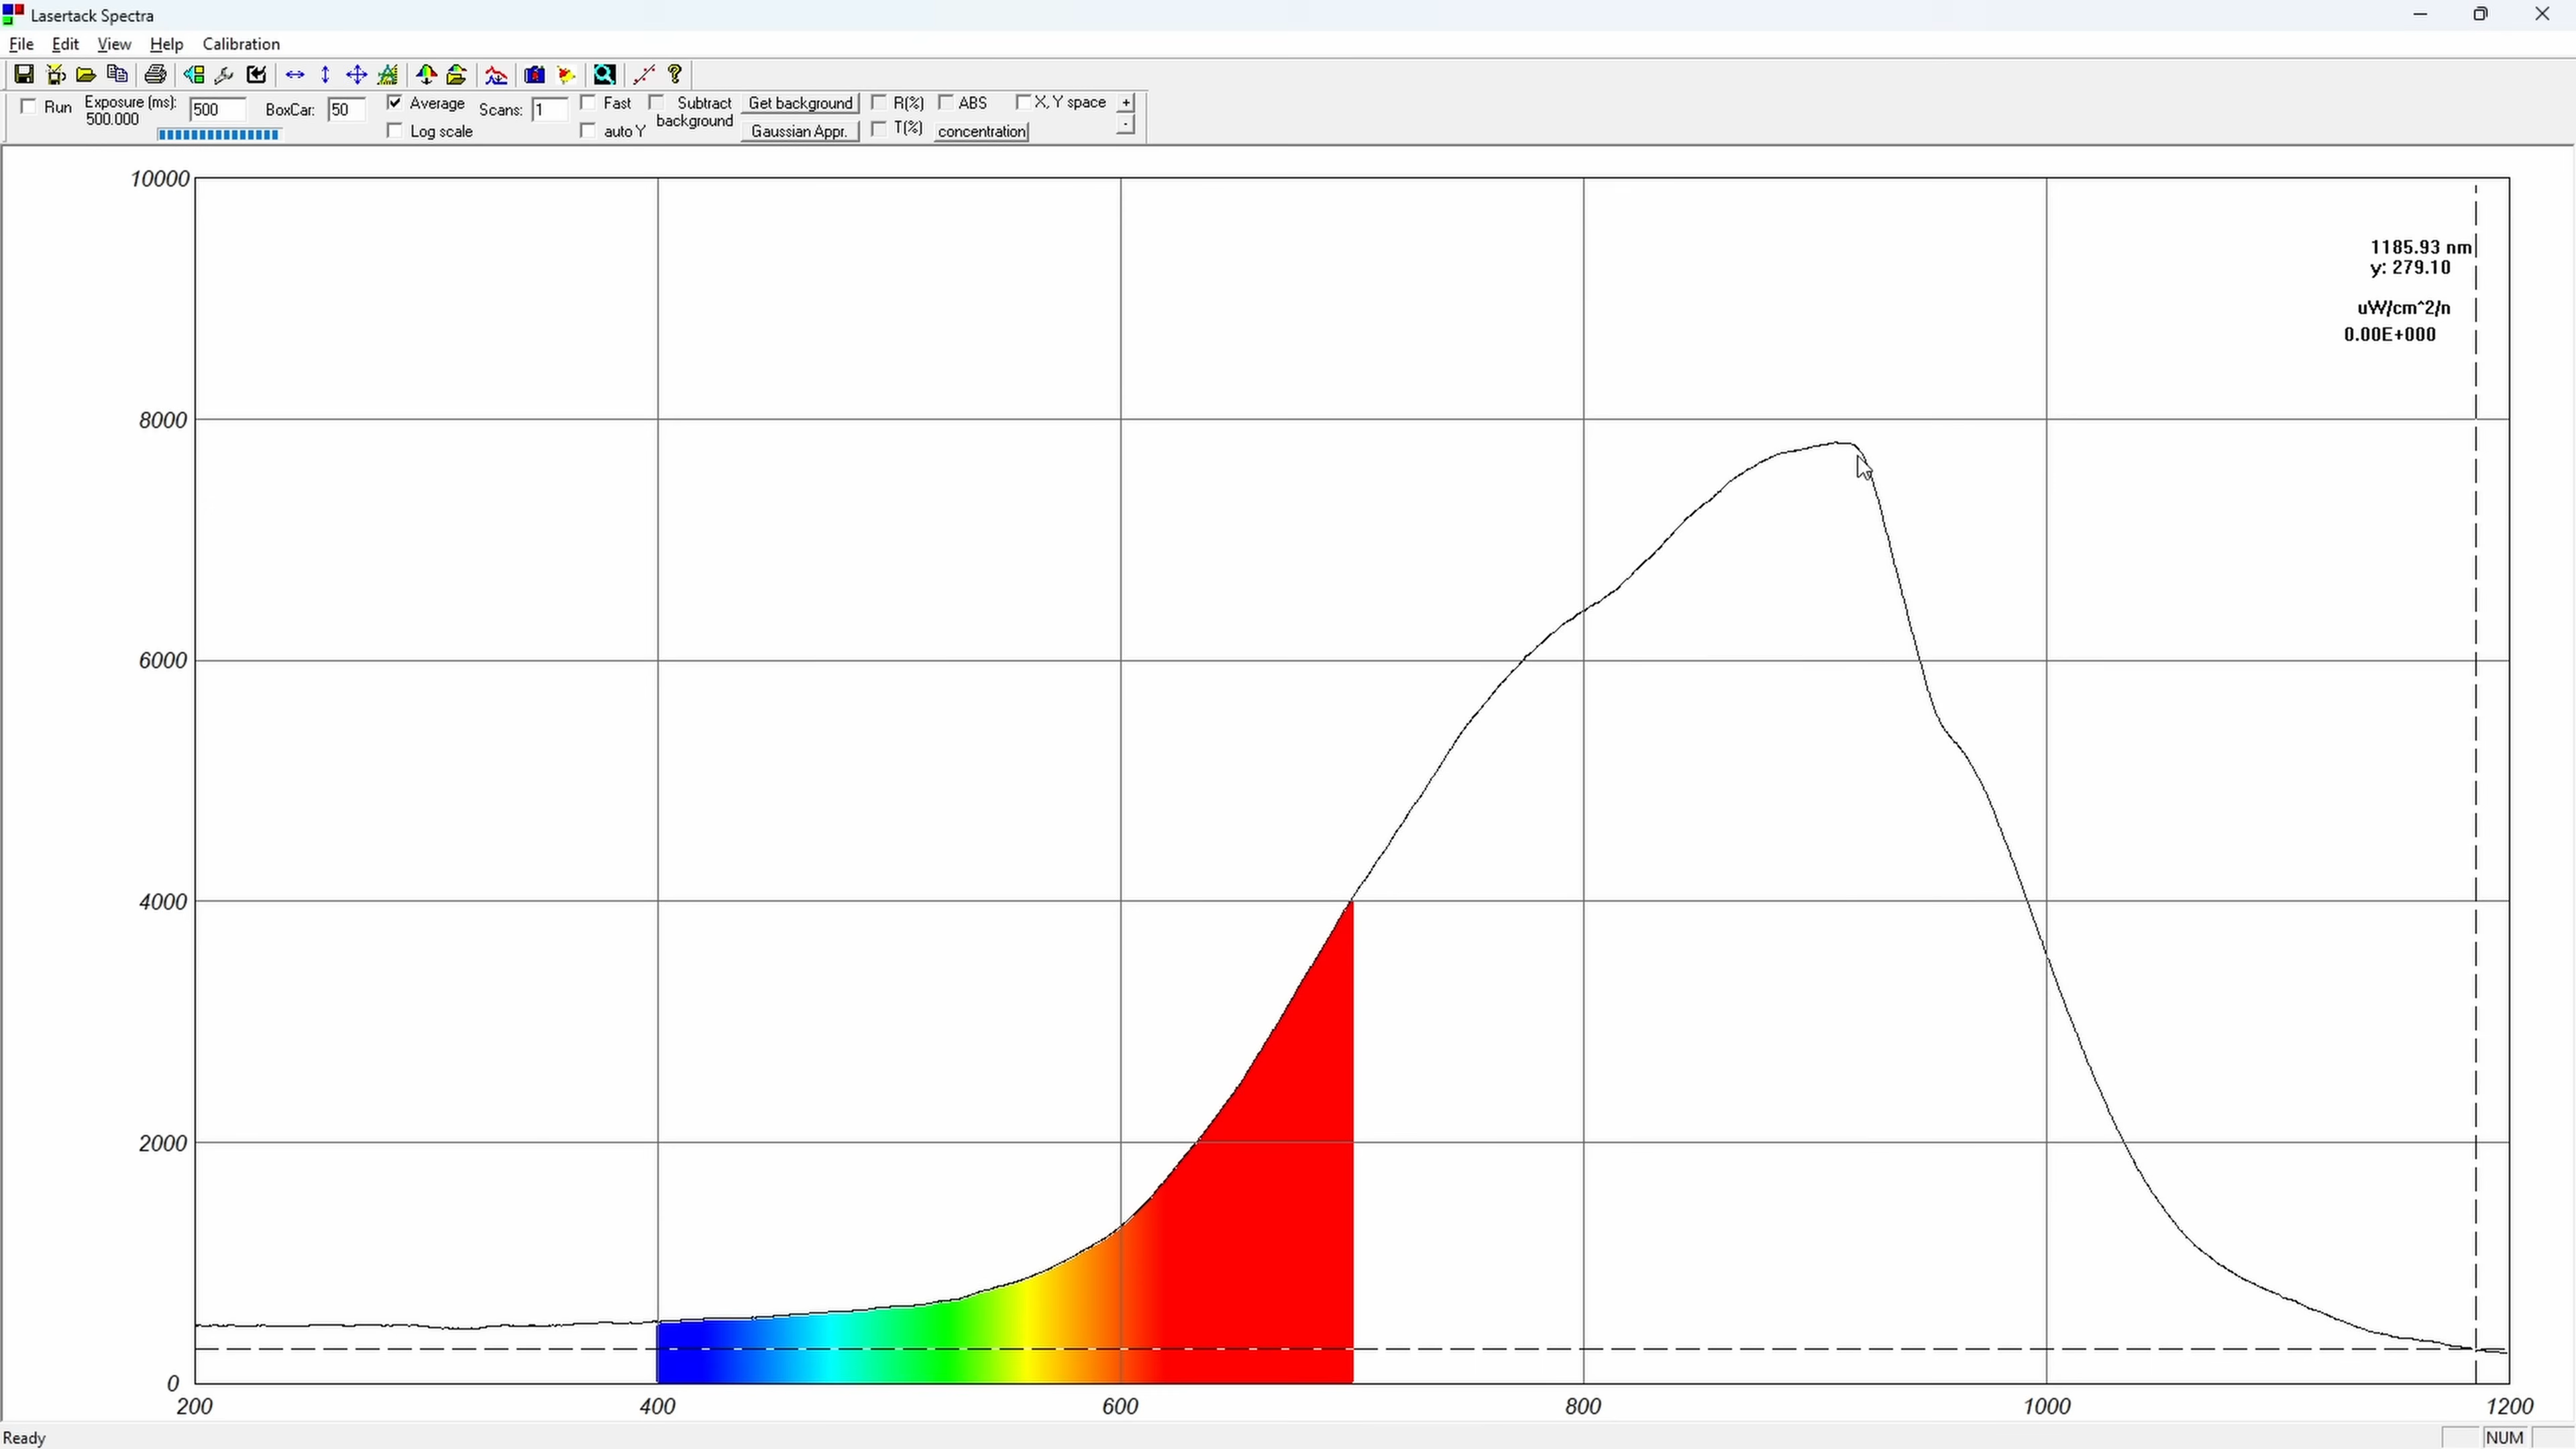 Lasertack Spectra
File Edit View Help Calibration
Run Exposure (ms): 500 BoxCar: 50 Average Scans: 1 Fast Subtract background Get background R(%) ABS X, Y space +
500.000 Log scale auto Y Gaussian Appr. T(%) concentration -
10000
8000
6000
4000
2000
0
1185.93 nm
y: 279.10
uW/cm^2/n
0.00E+000
200 400 600 800 1000 1200
Ready NUM